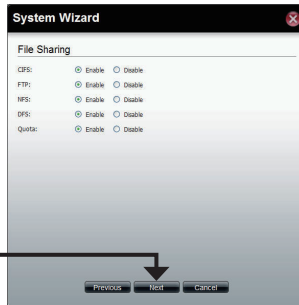 System Wizard
File Sharing
CIFS: Enable Disable
FTP: Enable Disable
NFS: Enable Disable
DFS: Enable Disable
Quota: Enable Disable
Previous Next Cancel